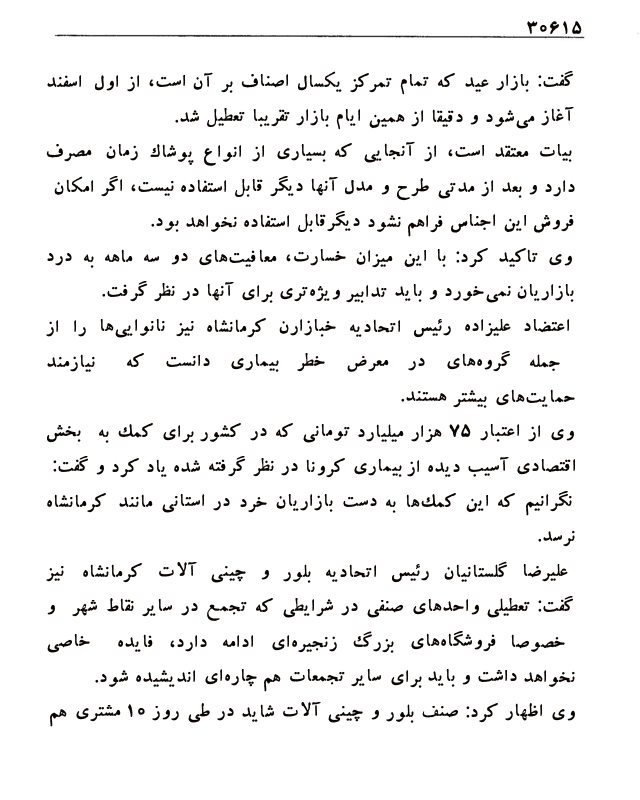 ۳۰۶۱۵
گفت: بازار عید که تمام تمرکز یکسال اصناف بر آن است، از اول اسفند
آغاز می‌شود و دقیقا از همین ایام بازار تقریبا تعطیل شد.
بیات معتقد است، از آنجایی که بسیاری از انواع پوشاك زمان مصرف
دارد و بعد از مدتی طرح و مدل آنها دیگر قابل استفاده نیست، اگر امکان
فروش این اجناس فراهم نشود دیگرقابل استفاده نخواهد بود.
وی تاکید کرد: با این میزان خسارت، معافیت‌های دو سه ماهه به درد
بازاریان نمی‌خورد و باید تدابیر ویژه‌تری برای آنها در نظر گرفت.
اعتضاد علیزاده رئیس اتحادیه خبازارن کرمانشاه نیز نانوایی‌ها را از
جمله گروه‌های در معرض خطر بیماری دانست که نیازمند
حمایت‌های بیشتر هستند.
وی از اعتبار ۷۵ هزار میلیارد تومانی که در کشور برای کمك به بخش
اقتصادی آسیب دیده از بیماری کرونا در نظر گرفته شده یاد کرد و گفت:
نگرانیم که این کمك‌ها به دست بازاریان خرد در استانی مانند کرمانشاه
نرسد.
علیرضا گلستانیان رئیس اتحادیه بلور و چینی آلات کرمانشاه نیز
گفت: تعطیلی واحدهای صنفی در شرایطی که تجمع در سایر نقاط شهر و
خصوصا فروشگاه‌های بزرگ زنجیره‌ای ادامه دارد، فایده خاصی
نخواهد داشت و باید برای سایر تجمعات هم چاره‌ای اندیشیده شود.
وی اظهار کرد: صنف بلور و چینی آلات شاید در طی روز ۱۰ مشتری هم